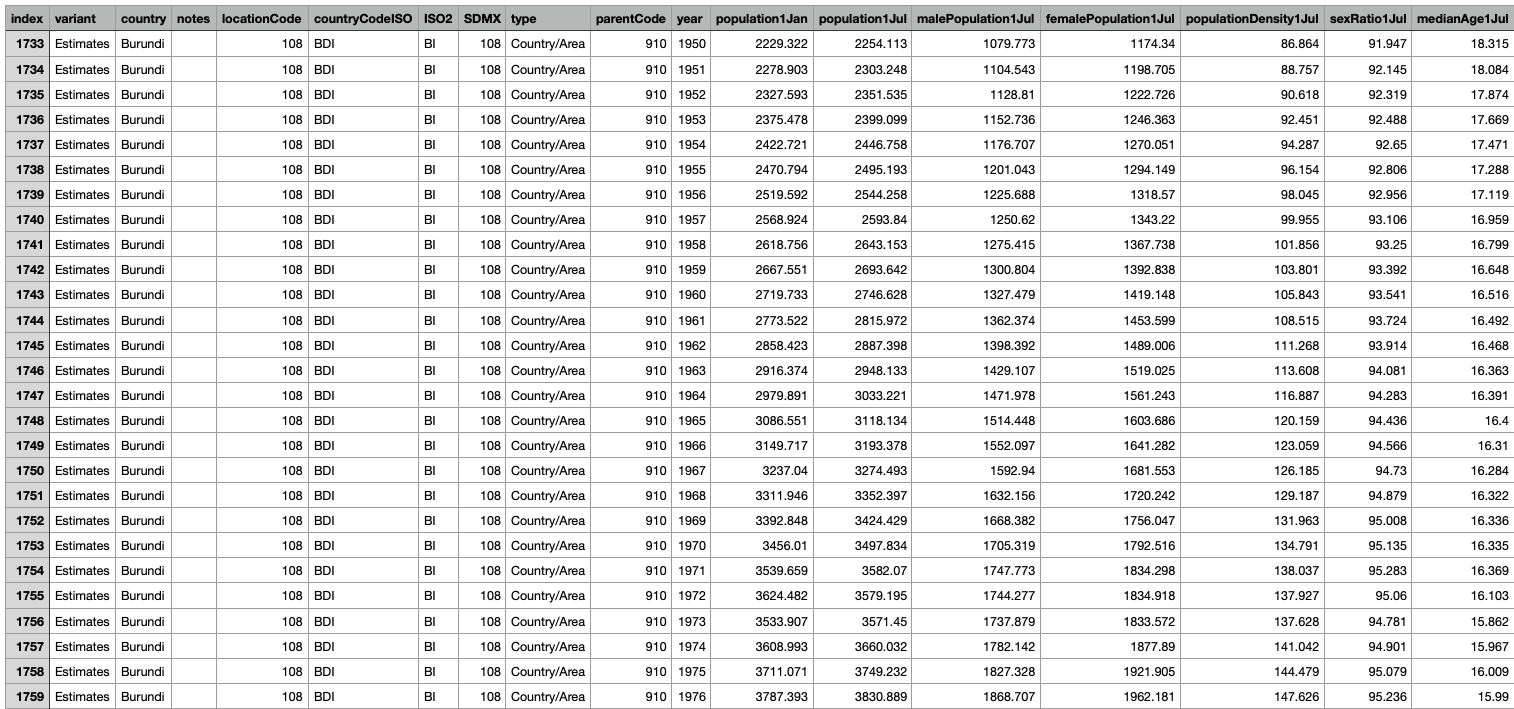 index variant country notes locationCode countryCodeISO ISO2 SDMX type parentCode year population1Jan population1Jul malePopulation1Jul femalePopulation1Jul populationDensity1Jul sexRatio1Jul medianAge1Jul
1733 Estimates Burundi 108 BDI BI 108 Country/Area 910 1950 2229.322 2254.113 1079.773 1174.34 86.864 91.947 18.315
1734 Estimates Burundi 108 BDI BI 108 Country/Area 910 1951 2278.903 2303.248 1104.543 1198.705 88.757 92.145 18.084
1735 Estimates Burundi 108 BDI BI 108 Country/Area 910 1952 2327.593 2351.535 1128.81 1222.726 90.618 92.319 17.874
1736 Estimates Burundi 108 BDI BI 108 Country/Area 910 1953 2375.478 2399.099 1152.736 1246.363 92.451 92.488 17.669
1737 Estimates Burundi 108 BDI BI 108 Country/Area 910 1954 2422.721 2446.758 1176.707 1270.051 94.287 92.65 17.471
1738 Estimates Burundi 108 BDI BI 108 Country/Area 910 1955 2470.794 2495.193 1201.043 1294.149 96.154 92.806 17.288
1739 Estimates Burundi 108 BDI BI 108 Country/Area 910 1956 2519.592 2544.258 1225.688 1318.57 98.045 92.956 17.119
1740 Estimates Burundi 108 BDI BI 108 Country/Area 910 1957 2568.924 2593.84 1250.62 1343.22 99.955 93.106 16.959
1741 Estimates Burundi 108 BDI BI 108 Country/Area 910 1958 2618.756 2643.153 1275.415 1367.738 101.856 93.25 16.799
1742 Estimates Burundi 108 BDI BI 108 Country/Area 910 1959 2667.551 2693.642 1300.804 1392.838 103.801 93.392 16.648
1743 Estimates Burundi 108 BDI BI 108 Country/Area 910 1960 2719.733 2746.628 1327.479 1419.148 105.843 93.541 16.516
1744 Estimates Burundi 108 BDI BI 108 Country/Area 910 1961 2773.522 2815.972 1362.374 1453.599 108.515 93.724 16.492
1745 Estimates Burundi 108 BDI BI 108 Country/Area 910 1962 2858.423 2887.398 1398.392 1489.006 111.268 93.914 16.468
1746 Estimates Burundi 108 BDI BI 108 Country/Area 910 1963 2916.374 2948.133 1429.107 1519.025 113.608 94.081 16.363
1747 Estimates Burundi 108 BDI BI 108 Country/Area 910 1964 2979.891 3033.221 1471.978 1561.243 116.887 94.283 16.391
1748 Estimates Burundi 108 BDI BI 108 Country/Area 910 1965 3086.551 3118.134 1514.448 1603.686 120.159 94.436 16.4
1749 Estimates Burundi 108 BDI BI 108 Country/Area 910 1966 3149.717 3193.378 1552.097 1641.282 123.059 94.566 16.31
1750 Estimates Burundi 108 BDI BI 108 Country/Area 910 1967 3237.04 3274.493 1592.94 1681.553 126.185 94.73 16.284
1751 Estimates Burundi 108 BDI BI 108 Country/Area 910 1968 3311.946 3352.397 1632.156 1720.242 129.187 94.879 16.322
1752 Estimates Burundi 108 BDI BI 108 Country/Area 910 1969 3392.848 3424.429 1668.382 1756.047 131.963 95.008 16.336
1753 Estimates Burundi 108 BDI BI 108 Country/Area 910 1970 3456.01 3497.834 1705.319 1792.516 134.791 95.135 16.335
1754 Estimates Burundi 108 BDI BI 108 Country/Area 910 1971 3539.659 3582.07 1747.773 1834.298 138.037 95.283 16.369
1755 Estimates Burundi 108 BDI BI 108 Country/Area 910 1972 3624.482 3579.195 1744.277 1834.918 137.927 95.06 16.103
1756 Estimates Burundi 108 BDI BI 108 Country/Area 910 1973 3533.907 3571.45 1737.879 1833.572 137.628 94.781 15.862
1757 Estimates Burundi 108 BDI BI 108 Country/Area 910 1974 3608.993 3660.032 1782.142 1877.89 141.042 94.901 15.967
1758 Estimates Burundi 108 BDI BI 108 Country/Area 910 1975 3711.071 3749.232 1827.328 1921.905 144.479 95.079 16.009
1759 Estimates Burundi 108 BDI BI 108 Country/Area 910 1976 3787.393 3830.889 1868.707 1962.181 147.626 95.236 15.99